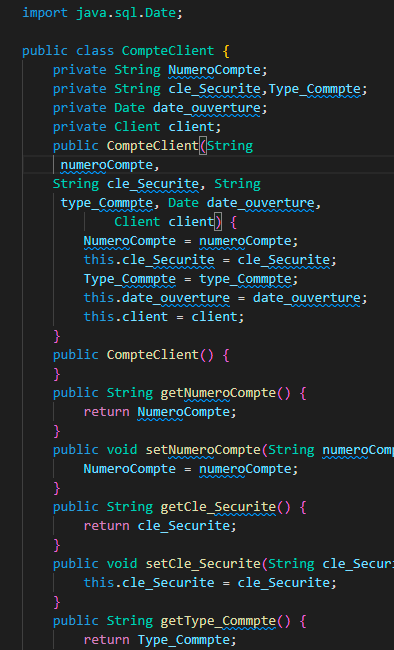 import java.sql.Date;
public class CompteClient {
private String NumeroCompte;
private String cle_Securite,Type_Commpte;
private Date date_ouverture;
private Client client;
public CompteClient(String
numeroCompte,
String cle_Securite, String
type_Commpte, Date date_ouverture,
Client client) {
NumeroCompte = numeroCompte;
this.cle_Securite = cle_Securite;
Type_Commpte = type_Commpte;
this.date_ouverture = date_ouverture;
this.client = client;
}
public CompteClient() {
}
public String getNumeroCompte() {
return NumeroCompte;
}
public void setNumeroCompte(String numeroComp
NumeroCompte = numeroCompte;
}
public String getCle_Securite() {
return cle_Securite;
}
public void setCle_Securite(String cle_Securi
this.cle_Securite = cle_Securite;
}
public String getType_Commpte() {
return Type_Commpte;